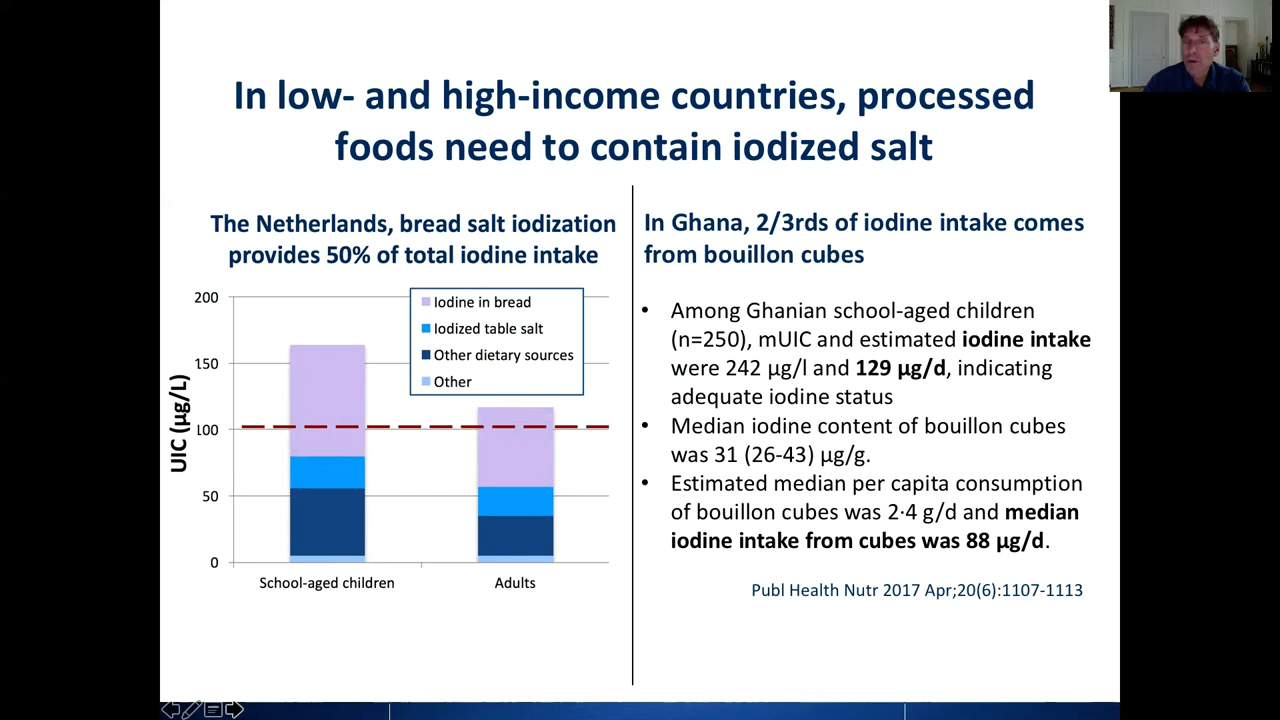 In low- and high-income countries, processed
foods need to contain iodized salt
The Netherlands, bread salt iodization
provides 50% of total iodine intake
200
150
100
50
0
UIC (µg/L)
Iodine in bread
Iodized table salt
Other dietary sources
Other
School-aged children
Adults
In Ghana, 2/3rds of iodine intake comes
from bouillon cubes
• Among Ghanian school-aged children
(n=250), mUIC and estimated iodine intake
were 242 µg/l and 129 µg/d, indicating
adequate iodine status
• Median iodine content of bouillon cubes
was 31 (26-43) µg/g.
• Estimated median per capita consumption
of bouillon cubes was 2·4 g/d and median
iodine intake from cubes was 88 µg/d.
Publ Health Nutr 2017 Apr;20(6):1107-1113